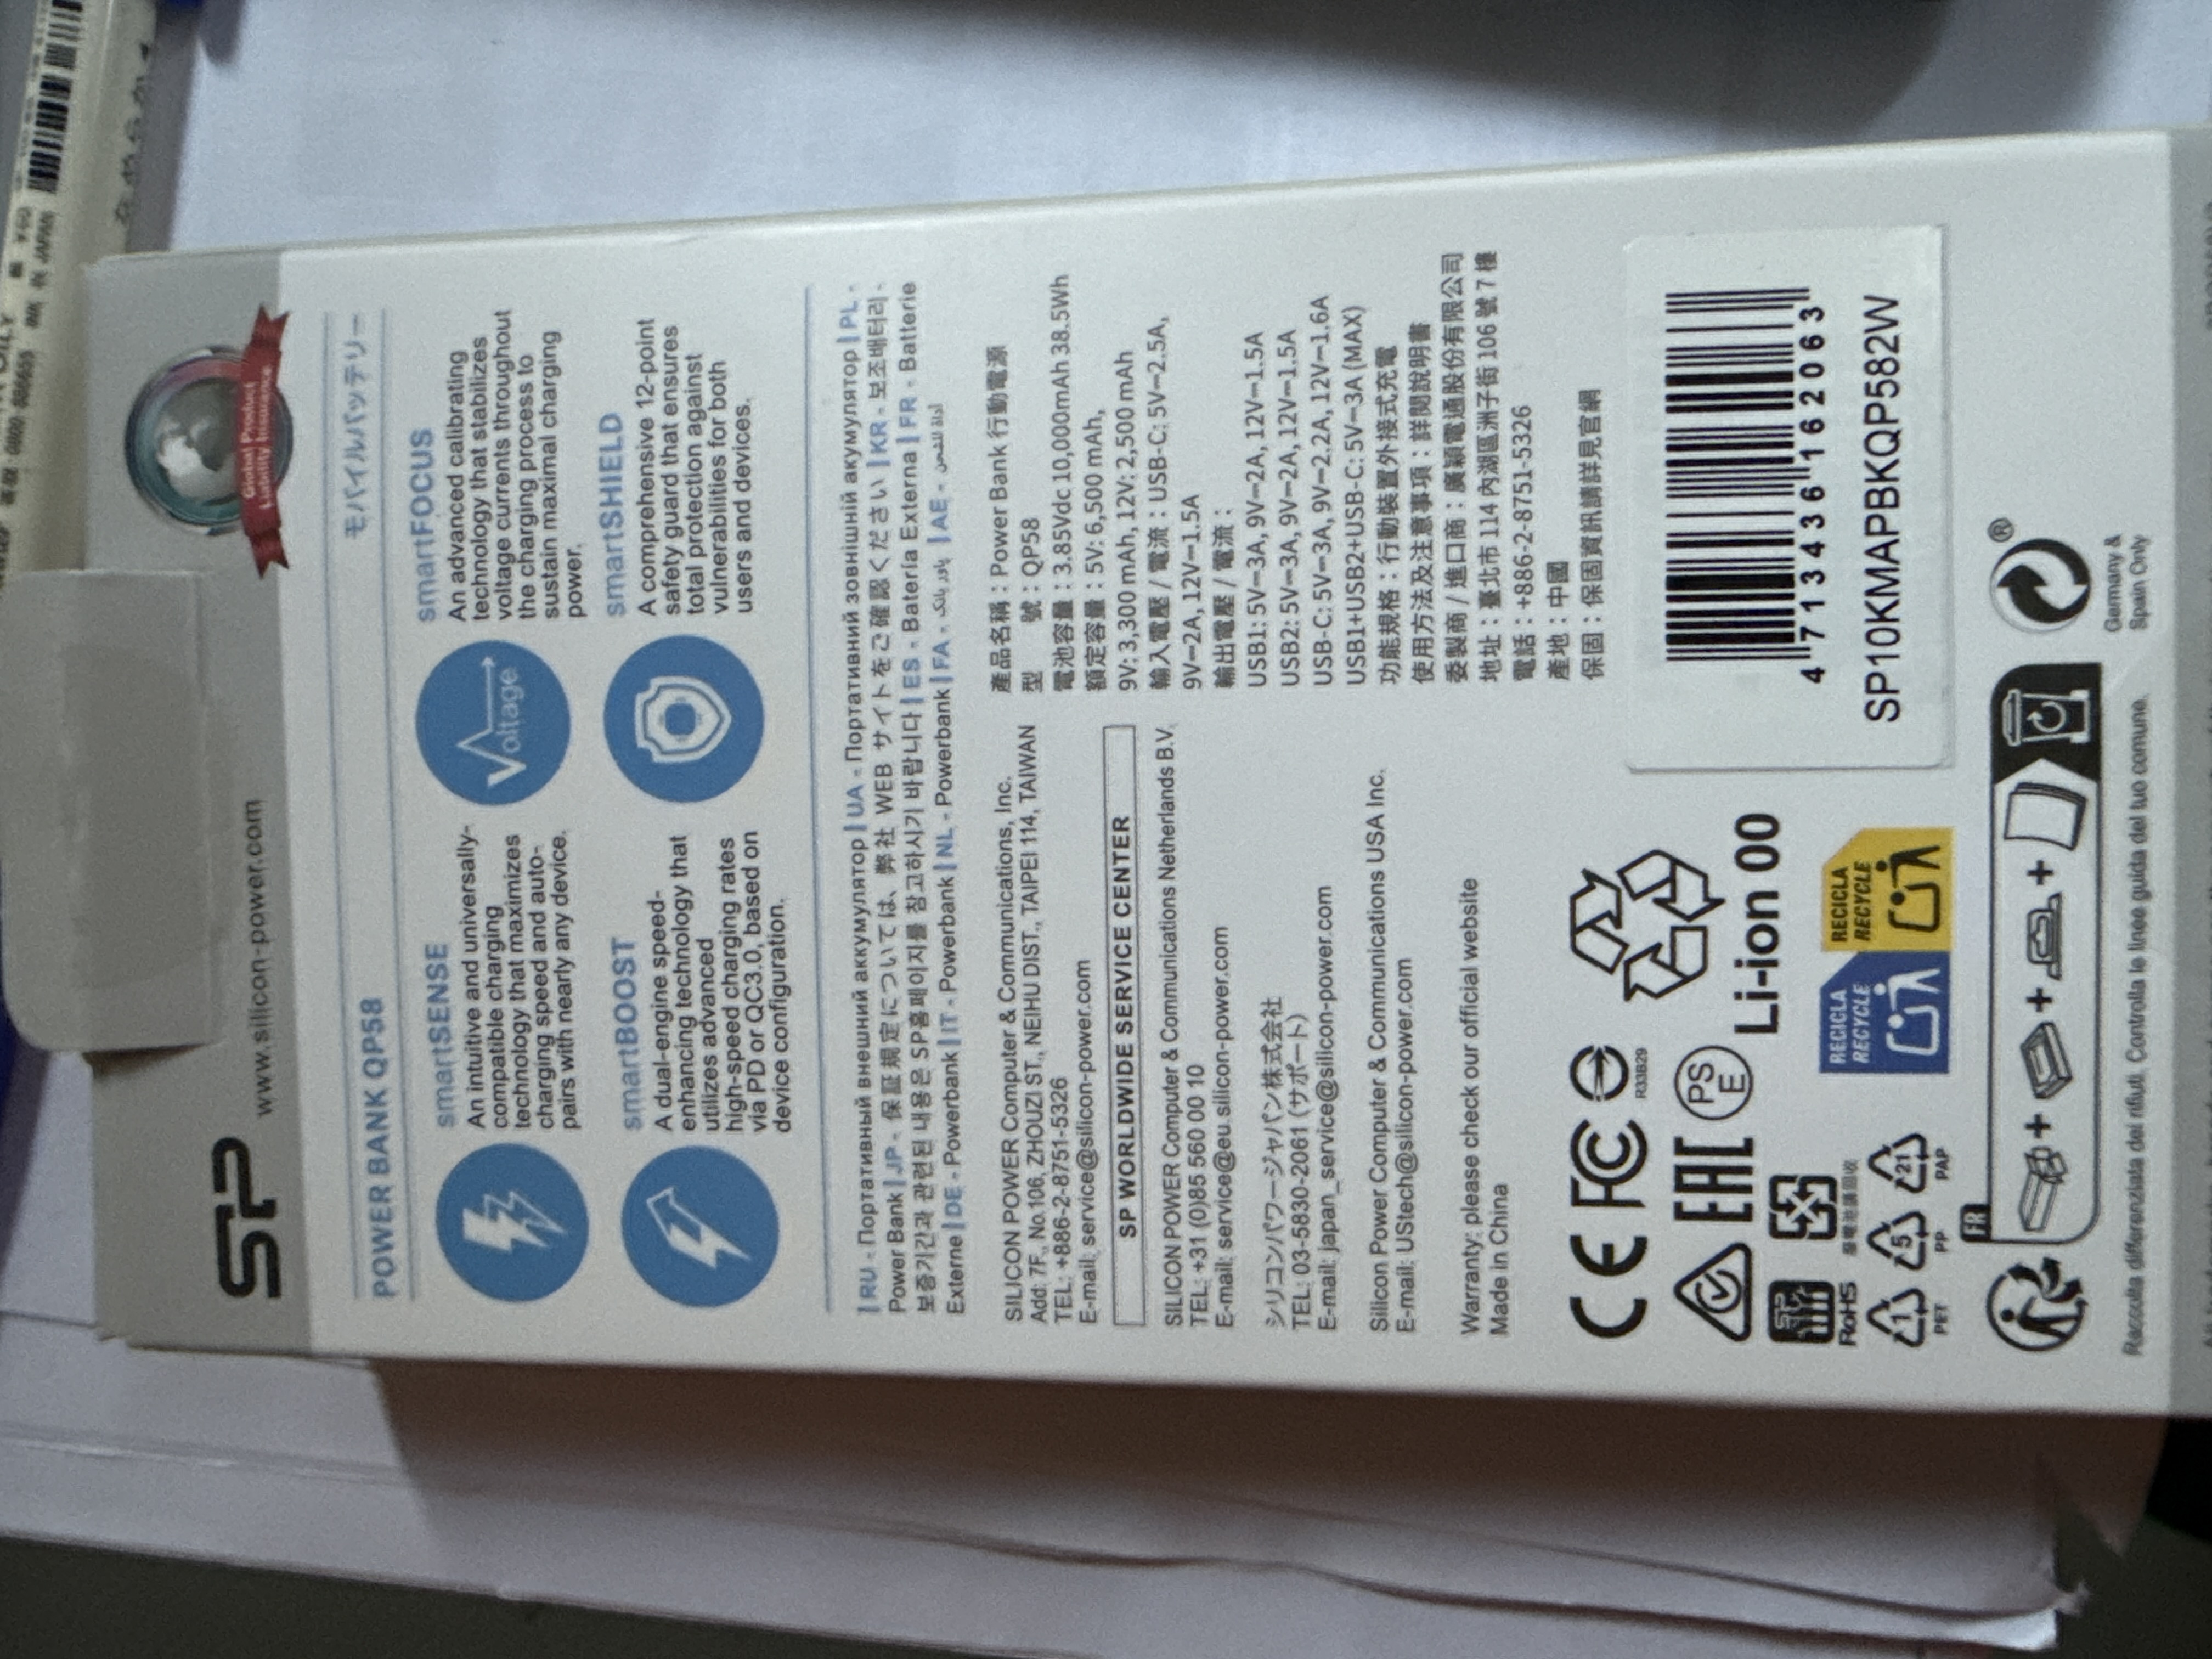 SP www.silicon-power.com
Global Product
Liability Insurance
POWER BANK QP58 モバイルバッテリー
smartSENSE
An intuitive and universally-
compatible charging
technology that maximizes
charging speed and auto-
pairs with nearly any device.
Voltage
smartFOCUS
An advanced calibrating
technology that stabilizes
voltage currents throughout
the charging process to
sustain maximal charging
power.
smartBOOST
A dual-engine speed-
enhancing technology that
utilizes advanced
high-speed charging rates
via PD or QC3.0, based on
device configuration.
smartSHIELD
A comprehensive 12-point
safety guard that ensures
total protection against
vulnerabilities for both
users and devices.
| RU - Портативный внешний аккумулятор | UA - Портативний зовнішній акумулятор | PL -
Power Bank | JP - 保証規定については、弊社 WEB サイトをご確認ください | KR - 보조배터리 -
보증기간과 관련된 내용은 SP홈페이지를 참고하시기 바랍니다 | ES - Batería Externa | FR - Batterie
Externe | DE - Powerbank | IT - Powerbank | NL - Powerbank | FA - پاور بانک | AE -
SILICON POWER Computer & Communications, Inc.
Add: 7F., No.106, ZHOUZI ST., NEIHU DIST., TAIPEI 114, TAIWAN
TEL: +886-2-8751-5326
E-mail: service@silicon-power.com
SP WORLDWIDE SERVICE CENTER
SILICON POWER Computer & Communications Netherlands B.V.
TEL: +31 (0)85 560 00 10
E-mail: service@eu.silicon-power.com
シリコンパワージャパン株式会社
TEL: 03-5830-2061 (サポート)
E-mail: japan_service@silicon-power.com
Silicon Power Computer & Communications USA Inc.
E-mail: UStech@silicon-power.com
Warranty: please check our official website
Made in China
產品名稱：Power Bank 行動電源
型 號：QP58
電池容量：3.85Vdc 10,000mAh 38.5Wh
額定容量：5V: 6,500 mAh,
9V: 3,300 mAh, 12V: 2,500 mAh
輸入電壓 / 電流：USB-C: 5V⎓2.5A,
9V⎓2A, 12V⎓1.5A
輸出電壓 / 電流：
USB1: 5V⎓3A, 9V⎓2A, 12V⎓1.5A
USB2: 5V⎓3A, 9V⎓2A, 12V⎓1.5A
USB-C: 5V⎓3A, 9V⎓2.2A, 12V⎓1.6A
USB1+USB2+USB-C: 5V⎓3A (MAX)
功能規格：行動裝置外接式充電
使用方法及注意事項：詳閱說明書
委製商 / 進口商：廣穎電通股份有限公司
地址：臺北市 114 內湖區洲子街 106 號 7 樓
電話：+886-2-8751-5326
產地：中國
保固：保固資訊請詳見官網
CE FC R33B29
EAC PSE Li-ion 00
RoHS 廢電池請回收
1 PET 5 PP 21 PAP
RECICLA RECYCLE
RECICLA RECYCLE
4 713436 162063
SP10KMAPBKQP582W
FR
Germany &
Spain Only
Raccolta differenziata dei rifiuti. Controlla le linee guida del tuo comune.